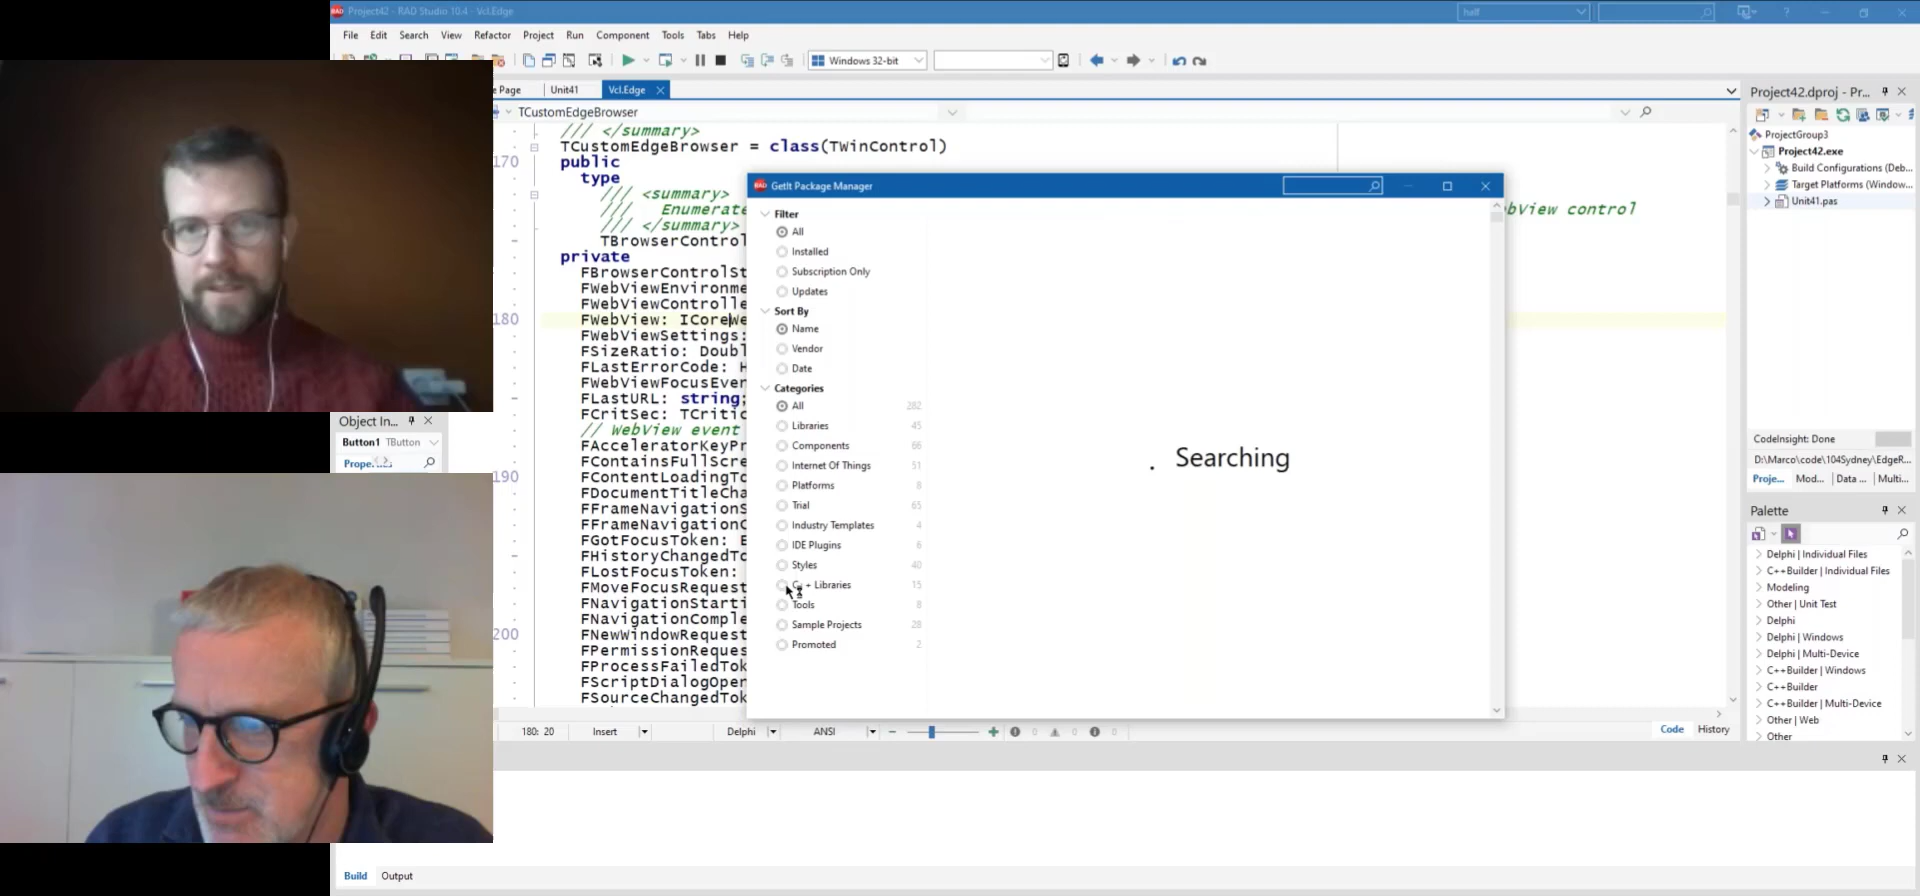 Project42 - RAD Studio 10.4 - Vcl.Edge
half
File Edit Search View Refactor Project Run Component Tools Tabs Help
Windows 32-bit
e Page Unit41 Vcl.Edge
TCustomEdgeBrowser
/// </summary>
TCustomEdgeBrowser = class(TWinControl)
170 public
type
/// <summary>
/// Enumerate
bView control
/// </summary>
TBrowserControl
private
FBrowserControlSt
FWebViewEnvironme
FWebViewControlle
180 FWebView: ICoreWe
FWebViewSettings:
FSizeRatio: Doubl
FLastErrorCode: H
FWebViewFocusEven
FLastURL: string;
FCritSec: TCritic
// WebView event
FAcceleratorKeyPr
FContainsFullScre
190 FContentLoadingTo
FDocumentTitleCha
FFrameNavigationS
FFrameNavigationC
FGotFocusToken: E
FHistoryChangedTo
FLostFocusToken:
FMoveFocusRequest
FNavigationStarti
FNavigationComple
200 FNewWindowRequest
FPermissionReques
FProcessFailedTok
FScriptDialogOpen
FSourceChangedTok
GetIt Package Manager
Filter
All
Installed
Subscription Only
Updates
Sort By
Name
Vendor
Date
Categories
All 282
Libraries 45
Components 66
Internet Of Things 51
Platforms 8
Trial 65
Industry Templates 4
IDE Plugins 6
Styles 40
C++ Libraries 15
Tools 8
Sample Projects 28
Promoted 2
Searching
Object In...
Button1 TButton
180: 20 Insert Delphi ANSI 0 0 0 Code History
Project42.dproj - Pr...
ProjectGroup3
Project42.exe
Build Configurations (Deb...
Target Platforms (Window...
Unit41.pas
CodeInsight: Done
D:\Marco\code\104Sydney\EdgeR...
Proje... Mod... Data ... Multi...
Palette
Delphi | Individual Files
C++Builder | Individual Files
Modeling
Other | Unit Test
Delphi
Delphi | Windows
Delphi | Multi-Device
C++Builder | Windows
C++Builder
C++Builder | Multi-Device
Other | Web
Other
Build Output